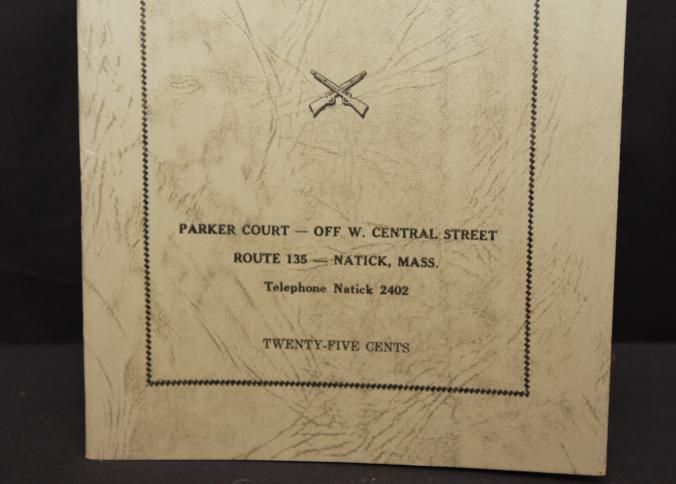 PARKER COURT — OFF W. CENTRAL STREET
ROUTE 135 — NATICK, MASS.
Telephone Natick 2402
TWENTY-FIVE CENTS